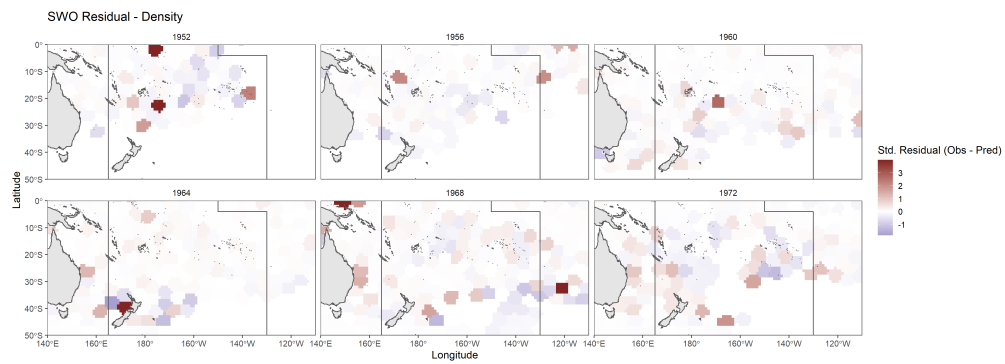 SWO Residual - Density
1952 1956 1960
0°
10°S
20°S
30°S
40°S
50°S
Latitude
Std. Residual (Obs - Pred)
3
2
1
0
-1
1964 1968 1972
0°
10°S
20°S
30°S
40°S
50°S
140°E 160°E 180° 160°W 140°W 120°W 140°E 160°E 180° 160°W 140°W 120°W 140°E 160°E 180° 160°W 140°W 120°W
Longitude